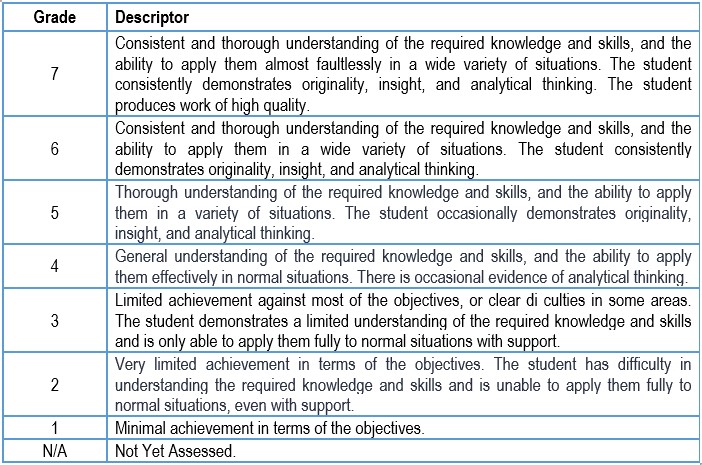 Grade Descriptor
7
Consistent and thorough understanding of the required knowledge and skills, and the
ability to apply them almost faultlessly in a wide variety of situations. The student
consistently demonstrates originality, insight, and analytical thinking. The student
produces work of high quality.
6
Consistent and thorough understanding of the required knowledge and skills, and the
ability to apply them in a wide variety of situations. The student consistently
demonstrates originality, insight, and analytical thinking.
5
Thorough understanding of the required knowledge and skills, and the ability to apply
them in a variety of situations. The student occasionally demonstrates originality,
insight, and analytical thinking.
4
General understanding of the required knowledge and skills, and the ability to apply
them effectively in normal situations. There is occasional evidence of analytical thinking.
3
Limited achievement against most of the objectives, or clear di culties in some areas.
The student demonstrates a limited understanding of the required knowledge and skills
and is only able to apply them fully to normal situations with support.
2
Very limited achievement in terms of the objectives. The student has difficulty in
understanding the required knowledge and skills and is unable to apply them fully to
normal situations, even with support.
1 Minimal achievement in terms of the objectives.
N/A Not Yet Assessed.